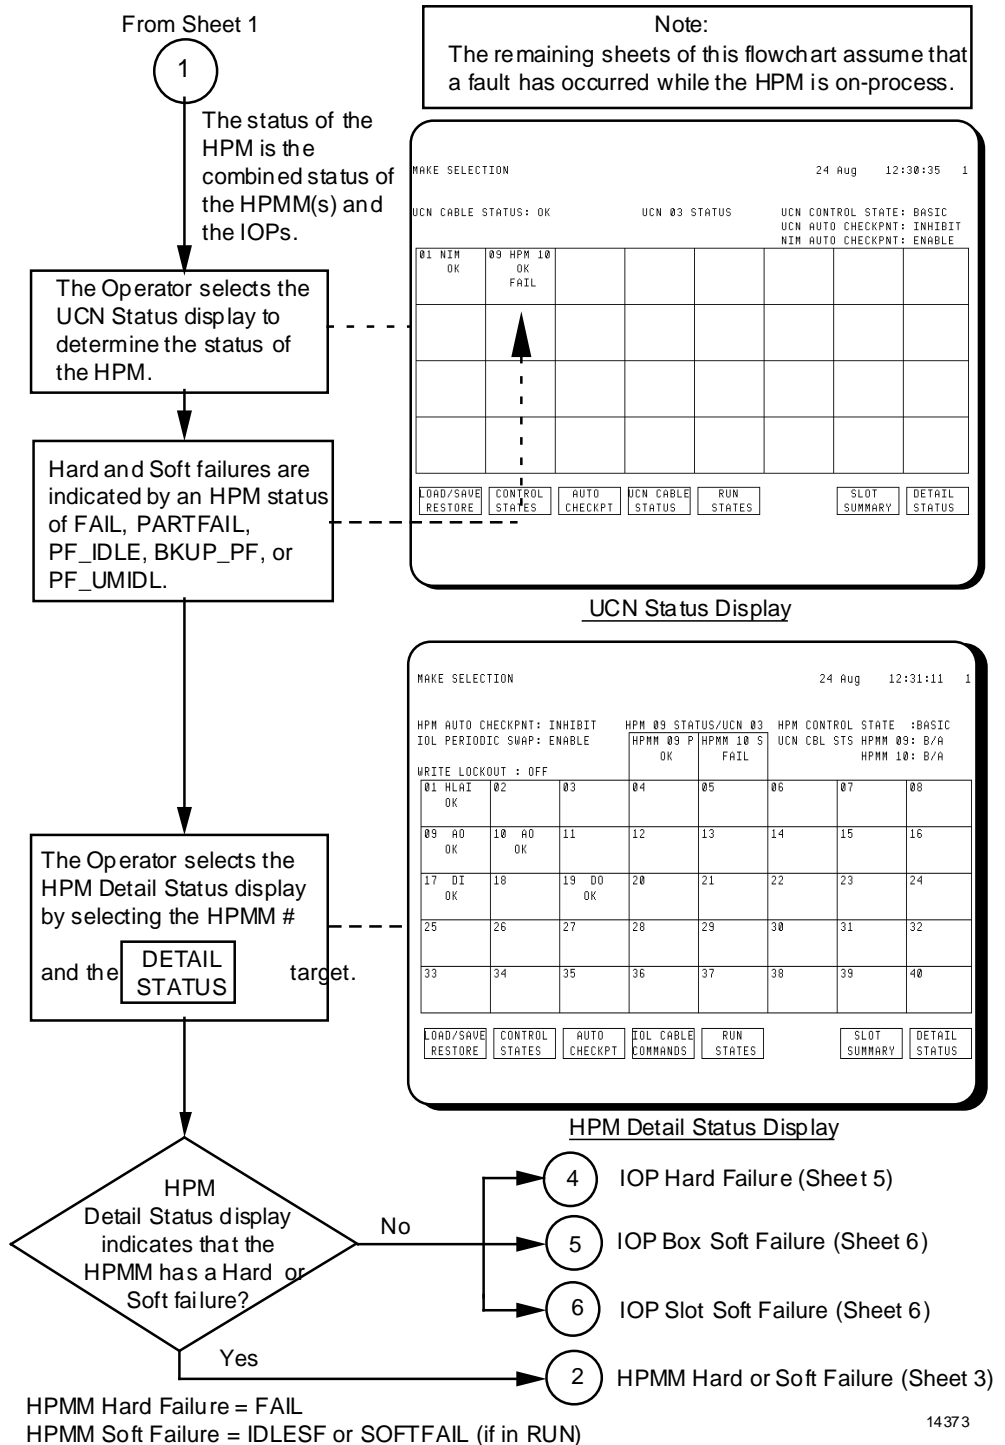 From Sheet 1
1
Note:
The remaining sheets of this flowchart assume that
a fault has occurred while the HPM is on-process.
The status of the
HPM is the
combined status of
the HPMM(s) and
the IOPs.
The Operator selects the
UCN Status display to
determine the status of
the HPM.
Hard and Soft failures are
indicated by an HPM status
of FAIL, PARTFAIL,
PF_IDLE, BKUP_PF, or
PF_UMIDL.
MAKE SELECTION 24 Aug 12:30:35 1
UCN CABLE STATUS: OK UCN 03 STATUS UCN CONTROL STATE: BASIC
UCN AUTO CHECKPNT: INHIBIT
NIM AUTO CHECKPNT: ENABLE
01 NIM 09 HPM 10
OK OK
FAIL
LOAD/SAVE CONTROL AUTO UCN CABLE RUN SLOT DETAIL
RESTORE STATES CHECKPT STATUS STATES SUMMARY STATUS
UCN Status Display
The Operator selects the
HPM Detail Status display
by selecting the HPMM #
and the DETAIL STATUS target.
MAKE SELECTION 24 Aug 12:31:11 1
HPM AUTO CHECKPNT: INHIBIT HPM 09 STATUS/UCN 03 HPM CONTROL STATE :BASIC
IOL PERIODIC SWAP: ENABLE HPMM 09 P HPMM 10 S UCN CBL STS HPMM 09: B/A
OK FAIL HPMM 10: B/A
WRITE LOCKOUT : OFF
01 HLAI 02 03 04 05 06 07 08
OK
09 AO 10 AO 11 12 13 14 15 16
OK OK
17 DI 18 19 DO 20 21 22 23 24
OK OK
25 26 27 28 29 30 31 32
33 34 35 36 37 38 39 40
LOAD/SAVE CONTROL AUTO IOL CABLE RUN SLOT DETAIL
RESTORE STATES CHECKPT COMMANDS STATES SUMMARY STATUS
HPM Detail Status Display
HPM
Detail Status display
indicates that the
HPMM has a Hard or
Soft failure?
No
4 IOP Hard Failure (Sheet 5)
5 IOP Box Soft Failure (Sheet 6)
6 IOP Slot Soft Failure (Sheet 6)
Yes
2 HPMM Hard or Soft Failure (Sheet 3)
HPMM Hard Failure = FAIL
HPMM Soft Failure = IDLESF or SOFTFAIL (if in RUN)
14373